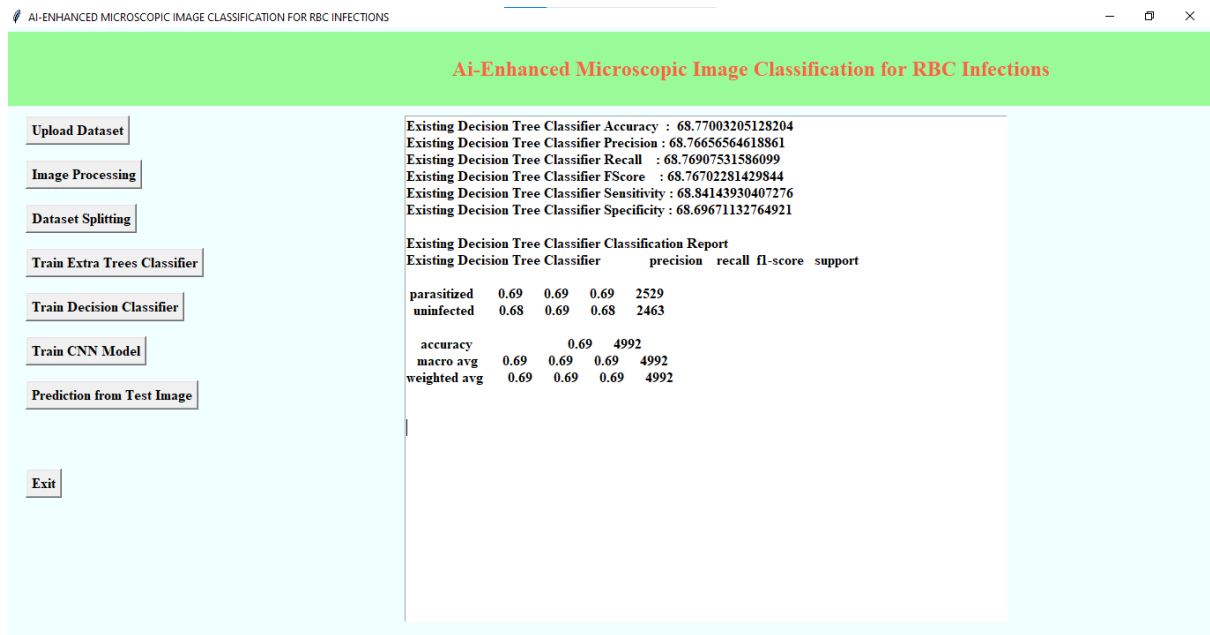 AI-ENHANCED MICROSCOPIC IMAGE CLASSIFICATION FOR RBC INFECTIONS
Ai-Enhanced Microscopic Image Classification for RBC Infections
Upload Dataset
Image Processing
Dataset Splitting
Train Extra Trees Classifier
Train Decision Classifier
Train CNN Model
Prediction from Test Image
Exit
Existing Decision Tree Classifier Accuracy  :  68.77003205128204
Existing Decision Tree Classifier Precision : 68.76656564618861
Existing Decision Tree Classifier Recall    : 68.76907531586099
Existing Decision Tree Classifier FScore    : 68.76702281429844
Existing Decision Tree Classifier Sensitivity : 68.84143930407276
Existing Decision Tree Classifier Specificity : 68.69671132764921
Existing Decision Tree Classifier Classification Report
Existing Decision Tree Classifier              precision    recall  f1-score   support
parasitized       0.69      0.69      0.69      2529
uninfected       0.68      0.69      0.68      2463
accuracy                           0.69      4992
macro avg       0.69      0.69      0.69      4992
weighted avg       0.69      0.69      0.69      4992